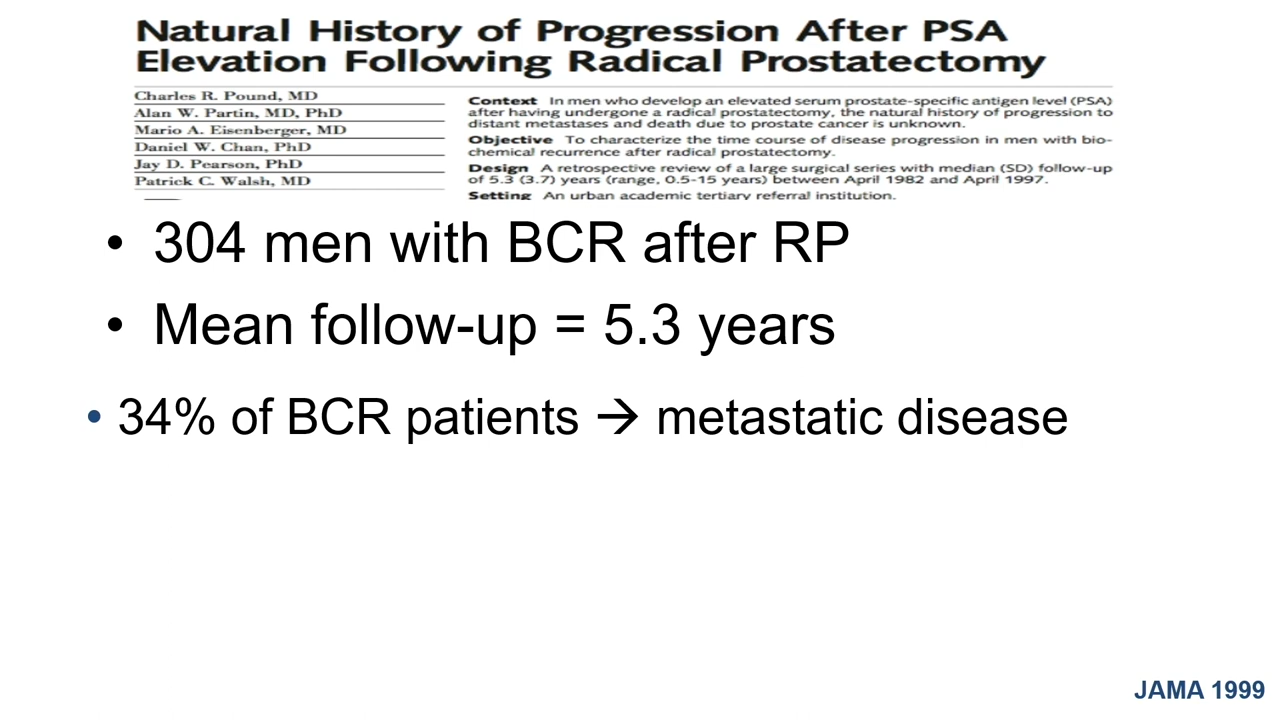 Natural History of Progression After PSA
Elevation Following Radical Prostatectomy
Charles R. Pound, MD
Alan W. Partin, MD, PhD
Mario A. Eisenberger, MD
Daniel W. Chan, PhD
Jay D. Pearson, PhD
Patrick C. Walsh, MD
Context In men who develop an elevated serum prostate-specific antigen level (PSA)
after having undergone a radical prostatectomy, the natural history of progression to
distant metastases and death due to prostate cancer is unknown.
Objective To characterize the time course of disease progression in men with bio-
chemical recurrence after radical prostatectomy.
Design A retrospective review of a large surgical series with median (SD) follow-up
of 5.3 (3.7) years (range, 0.5-15 years) between April 1982 and April 1997.
Setting An urban academic tertiary referral institution.
• 304 men with BCR after RP
• Mean follow-up = 5.3 years
• 34% of BCR patients → metastatic disease
JAMA 1999